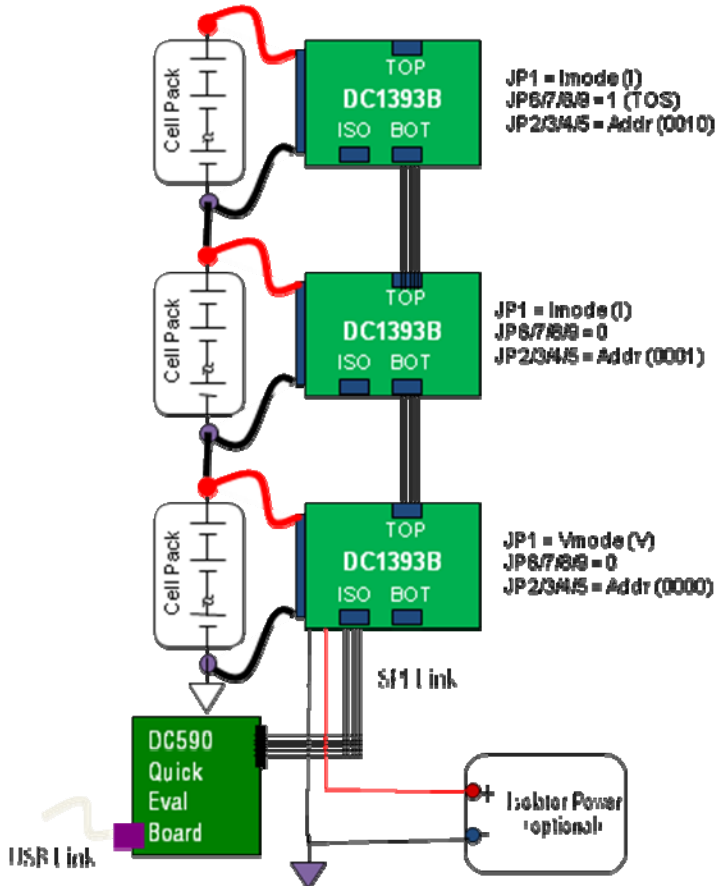 Cell Pack
TOP
DC1393B
ISO BOT
JP1 = Imode (I)
JP6/7/8/9 = 1 (TOS)
JP2/3/4/5 = Addr (0010)
Cell Pack
TOP
DC1393B
ISO BOT
JP1 = Imode (I)
JP6/7/8/9 = 0
JP2/3/4/5 = Addr (0001)
Cell Pack
TOP
DC1393B
ISO BOT
JP1 = Vmode (V)
JP6/7/8/9 = 0
JP2/3/4/5 = Addr (0000)
SPI Link
DC590
Quick
Eval
Board
USB Link
+ Isolator Power
- (optional)